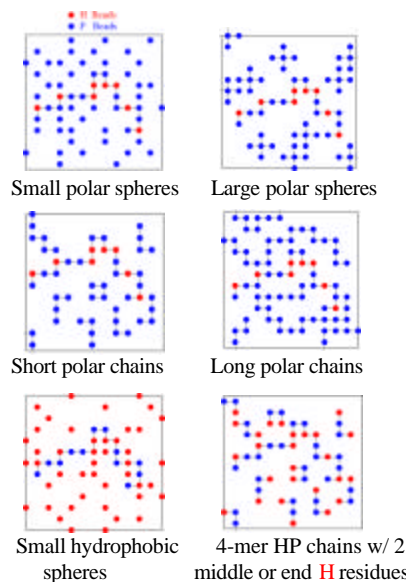 H Beads
P Beads
Small polar spheres
Large polar spheres
Short polar chains
Long polar chains
Small hydrophobic
spheres
4-mer HP chains w/ 2
middle or end H residues